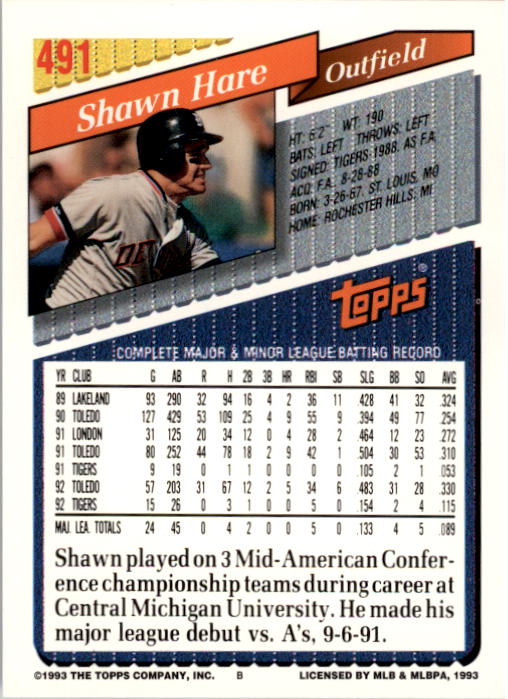 491
Shawn Hare
Outfield
HT: 6'2" WT: 190
BATS: LEFT THROWS: LEFT
SIGNED: TIGERS 1988, AS F.A.
ACQ: F.A., 8-28-88
BORN: 3-26-67, ST. LOUIS, MO
HOME: ROCHESTER HILLS, MI
DE
TOPPS®
COMPLETE MAJOR & MINOR LEAGUE BATTING RECORD
YR CLUB G AB R H 2B 3B HR RBI SB SLG BB SO AVG
89 LAKELAND 93 290 32 94 16 4 2 36 11 .428 41 32 .324
90 TOLEDO 127 429 53 109 25 4 9 55 9 .394 49 77 .254
91 LONDON 31 125 20 34 12 0 4 28 2 .464 12 23 .272
91 TOLEDO 80 252 44 78 18 2 9 42 1 .504 30 53 .310
91 TIGERS 9 19 0 1 1 0 0 0 0 .105 2 1 .053
92 TOLEDO 57 203 31 67 12 2 5 34 6 .483 31 28 .330
92 TIGERS 15 26 0 3 1 0 0 5 0 .154 2 4 .115
MAJ. LEA. TOTALS 24 45 0 4 2 0 0 5 0 .133 4 5 .089
Shawn played on 3 Mid-American Confer-
ence championship teams during career at
Central Michigan University. He made his
major league debut vs. A's, 9-6-91.
©1993 THE TOPPS COMPANY, INC. B LICENSED BY MLB & MLBPA, 1993